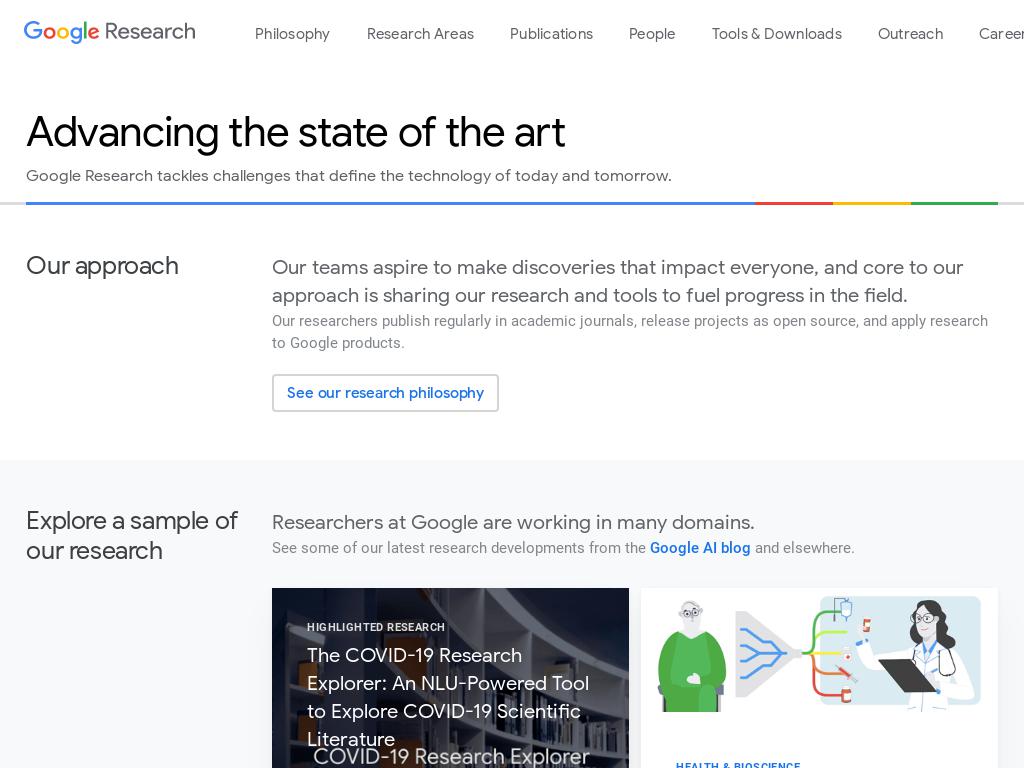 Google Research
Philosophy
Research Areas
Publications
People
Tools & Downloads
Outreach
Career
Advancing the state of the art
Google Research tackles challenges that define the technology of today and tomorrow.
Our approach
Our teams aspire to make discoveries that impact everyone, and core to our
approach is sharing our research and tools to fuel progress in the field.
Our researchers publish regularly in academic journals, release projects as open source, and apply research
to Google products.
See our research philosophy
Explore a sample of
our research
Researchers at Google are working in many domains.
See some of our latest research developments from the Google AI blog and elsewhere.
HIGHLIGHTED RESEARCH
The COVID-19 Research
Explorer: An NLU-Powered Tool
to Explore COVID-19 Scientific
Literature
COVID-19 Research Explorer
HEALTH & BIOSCIENCE